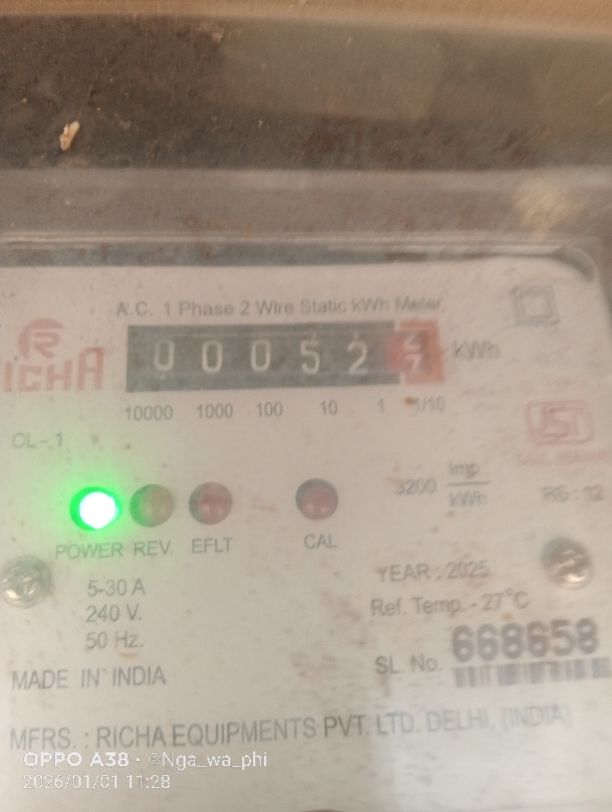 A.C. 1 Phase 2 Wire Static kWh Meter
R
RICHA
0 0 0 5 2 kWh
10000 1000 100 10 1 1/10
CL - 1
ISI
3200 Imp/kWh
RS : 12
POWER REV. EFLT CAL
5-30 A
240 V.
50 Hz.
YEAR : 2025
Ref. Temp. - 27°C
SL. No. 668658
MADE IN INDIA
MFRS. : RICHA EQUIPMENTS PVT. LTD. DELHI, (INDIA)
OPPO A38 · @Nga_wa_phi
2026/01/01 11:28